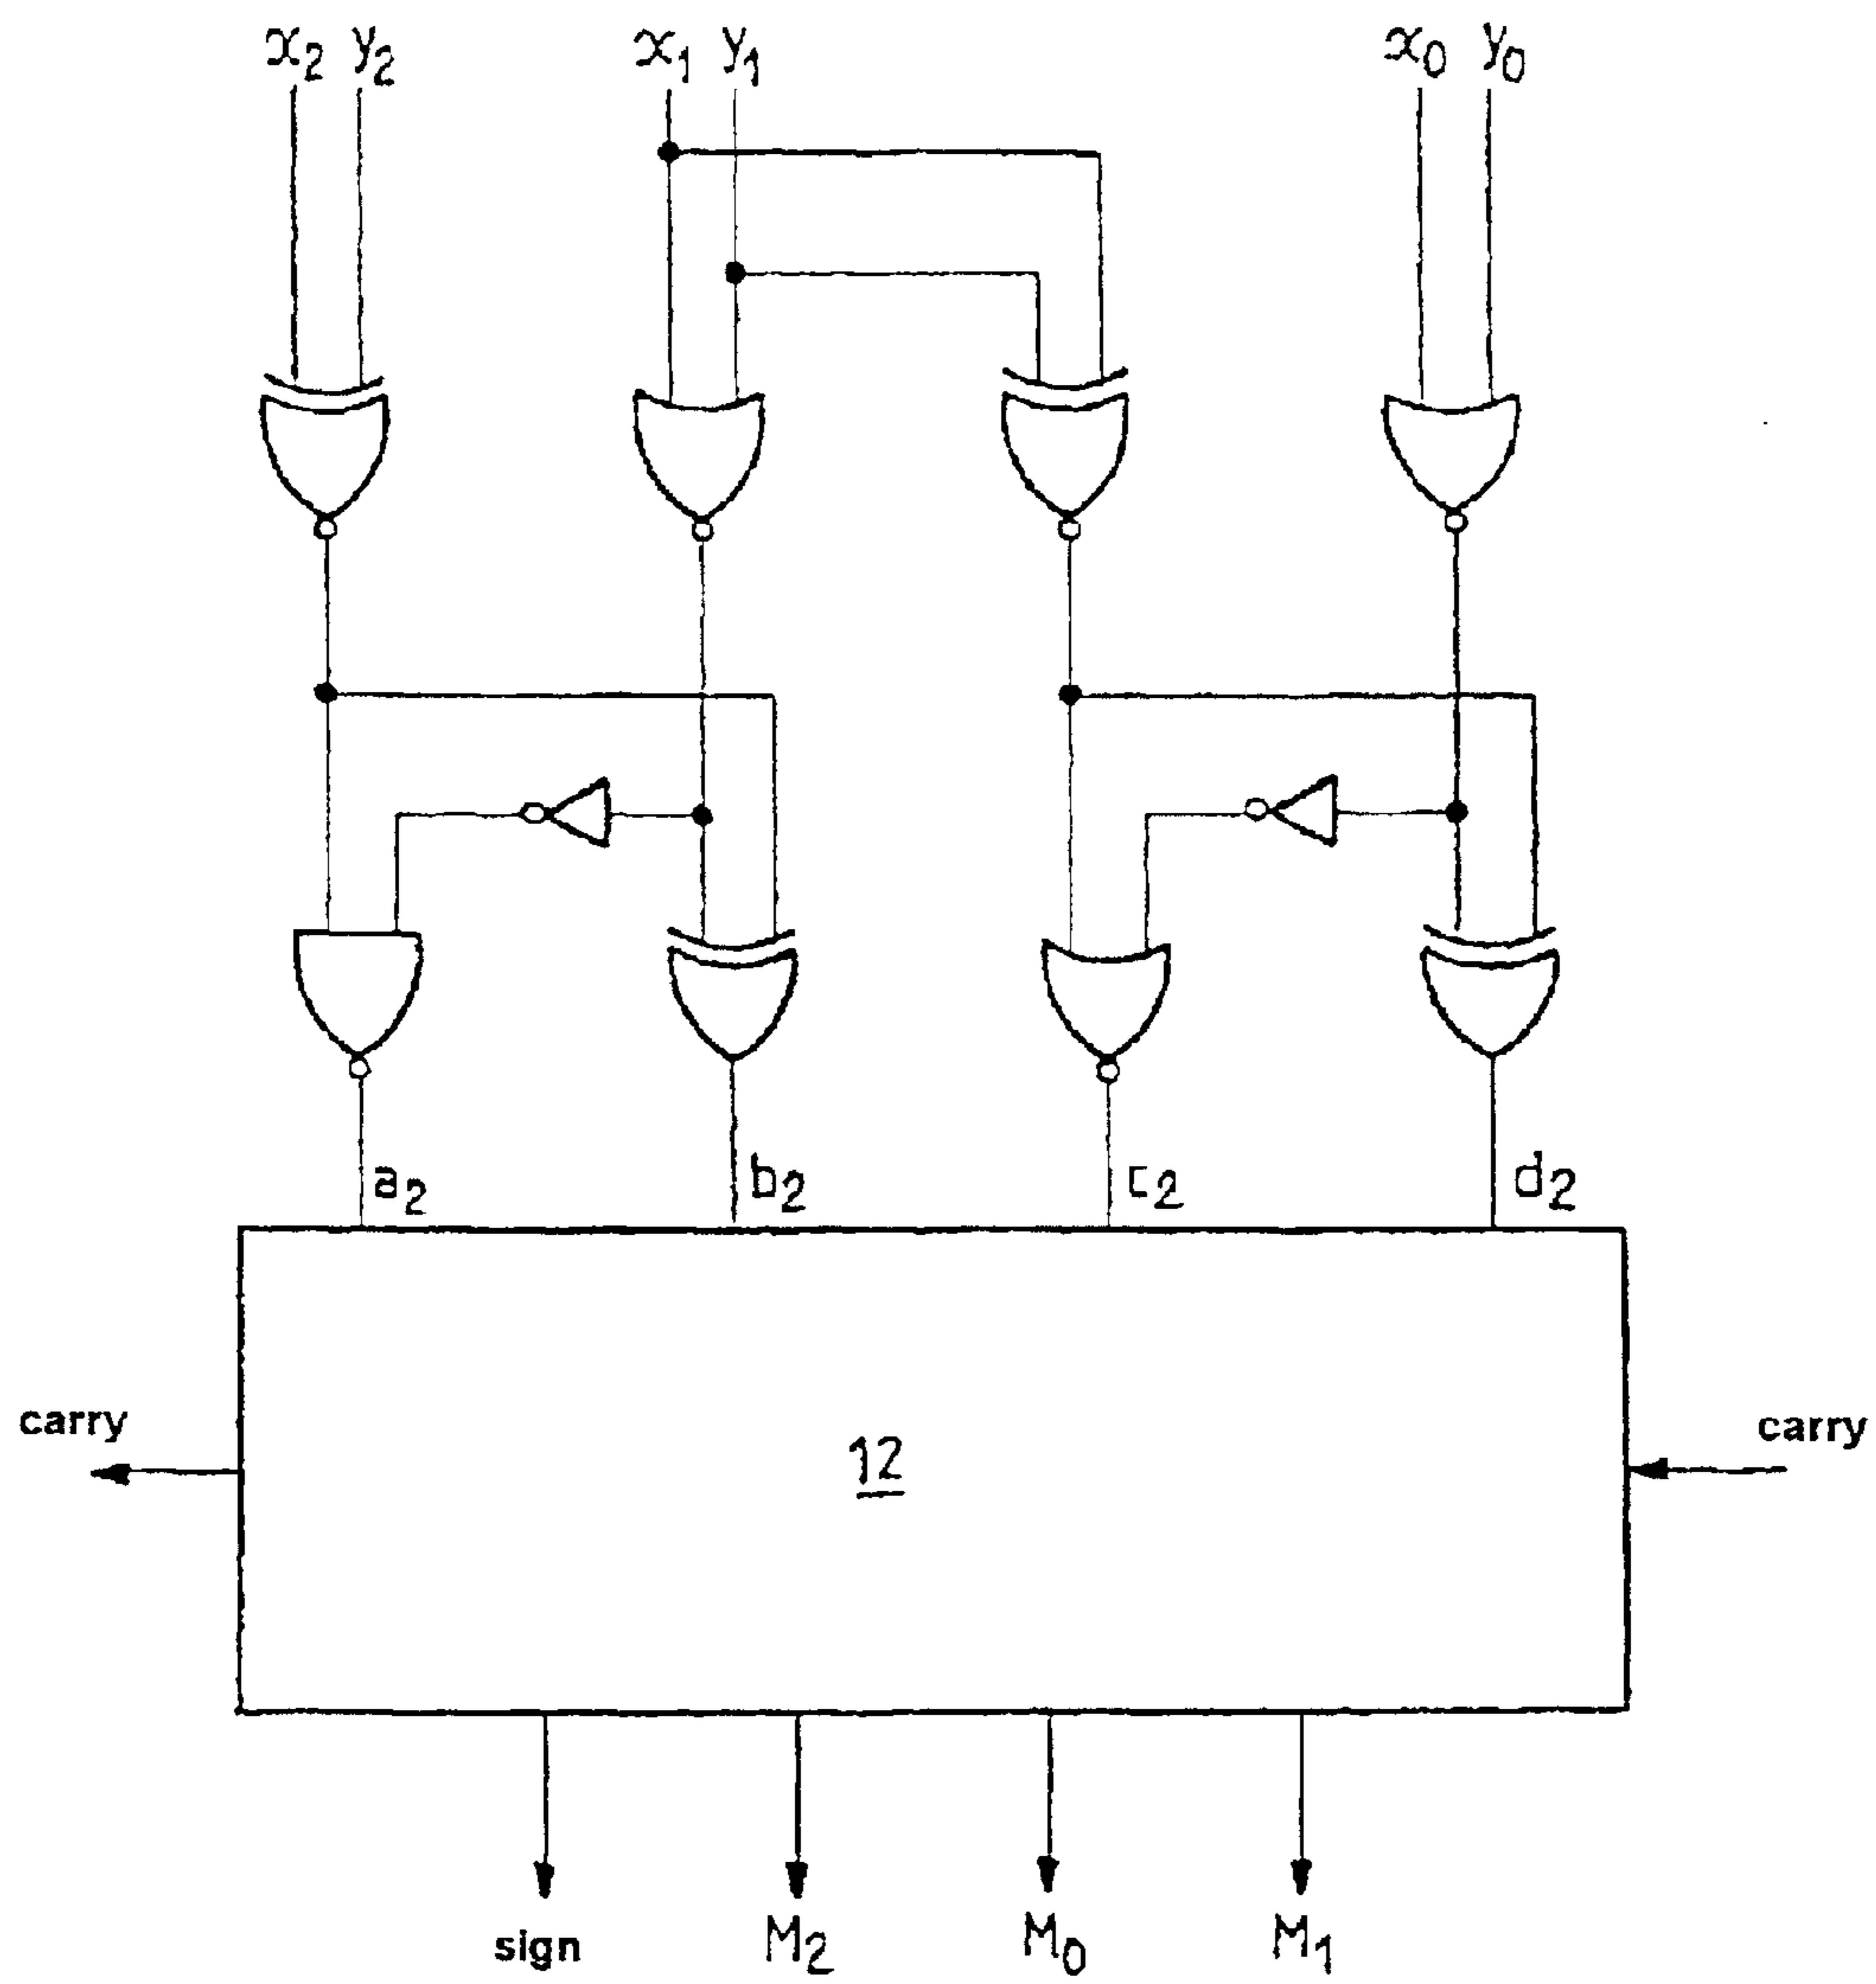 x₂ y₂ x₁ y₁ x₀ y₀
a₂ b₂ c₂ d₂
carry 12 carry
sign M₂ M₀ M₁